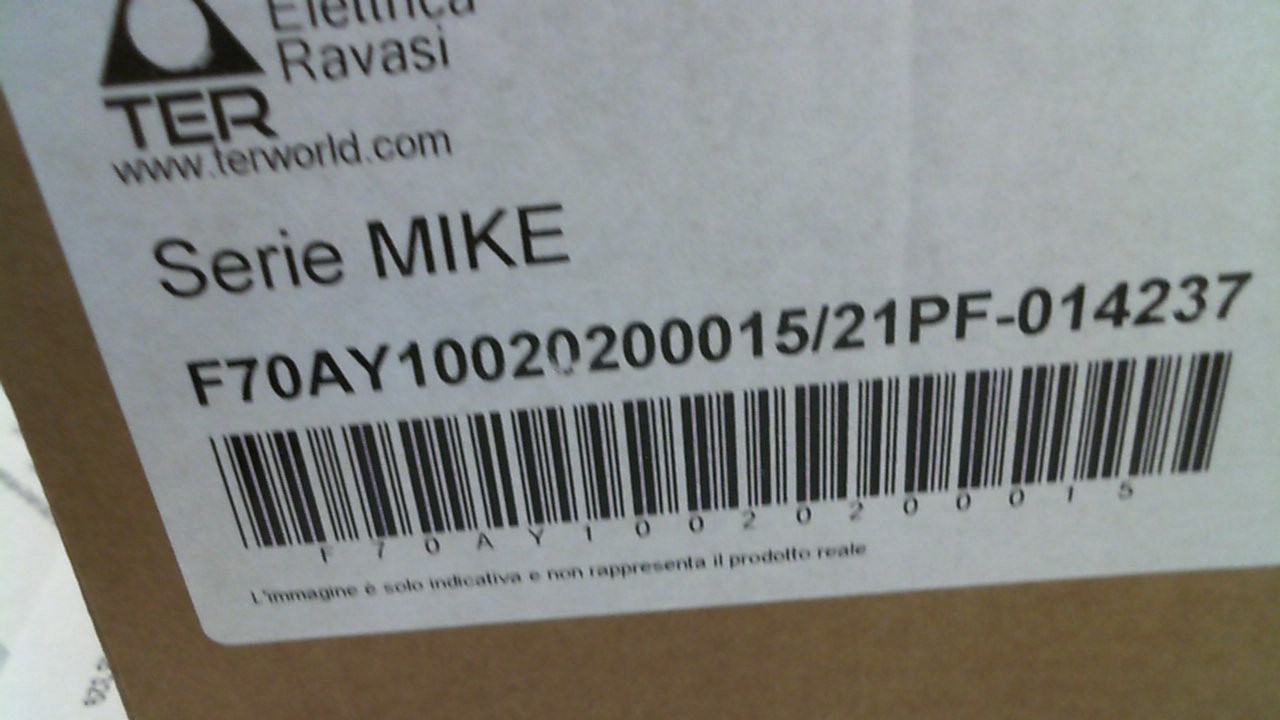 Elettrica
Ravasi
TER
www.terworld.com
Serie MIKE
F70AY10020200015/21PF-014237
F70AY10020200015
L'immagine è solo indicativa e non rappresenta il prodotto reale